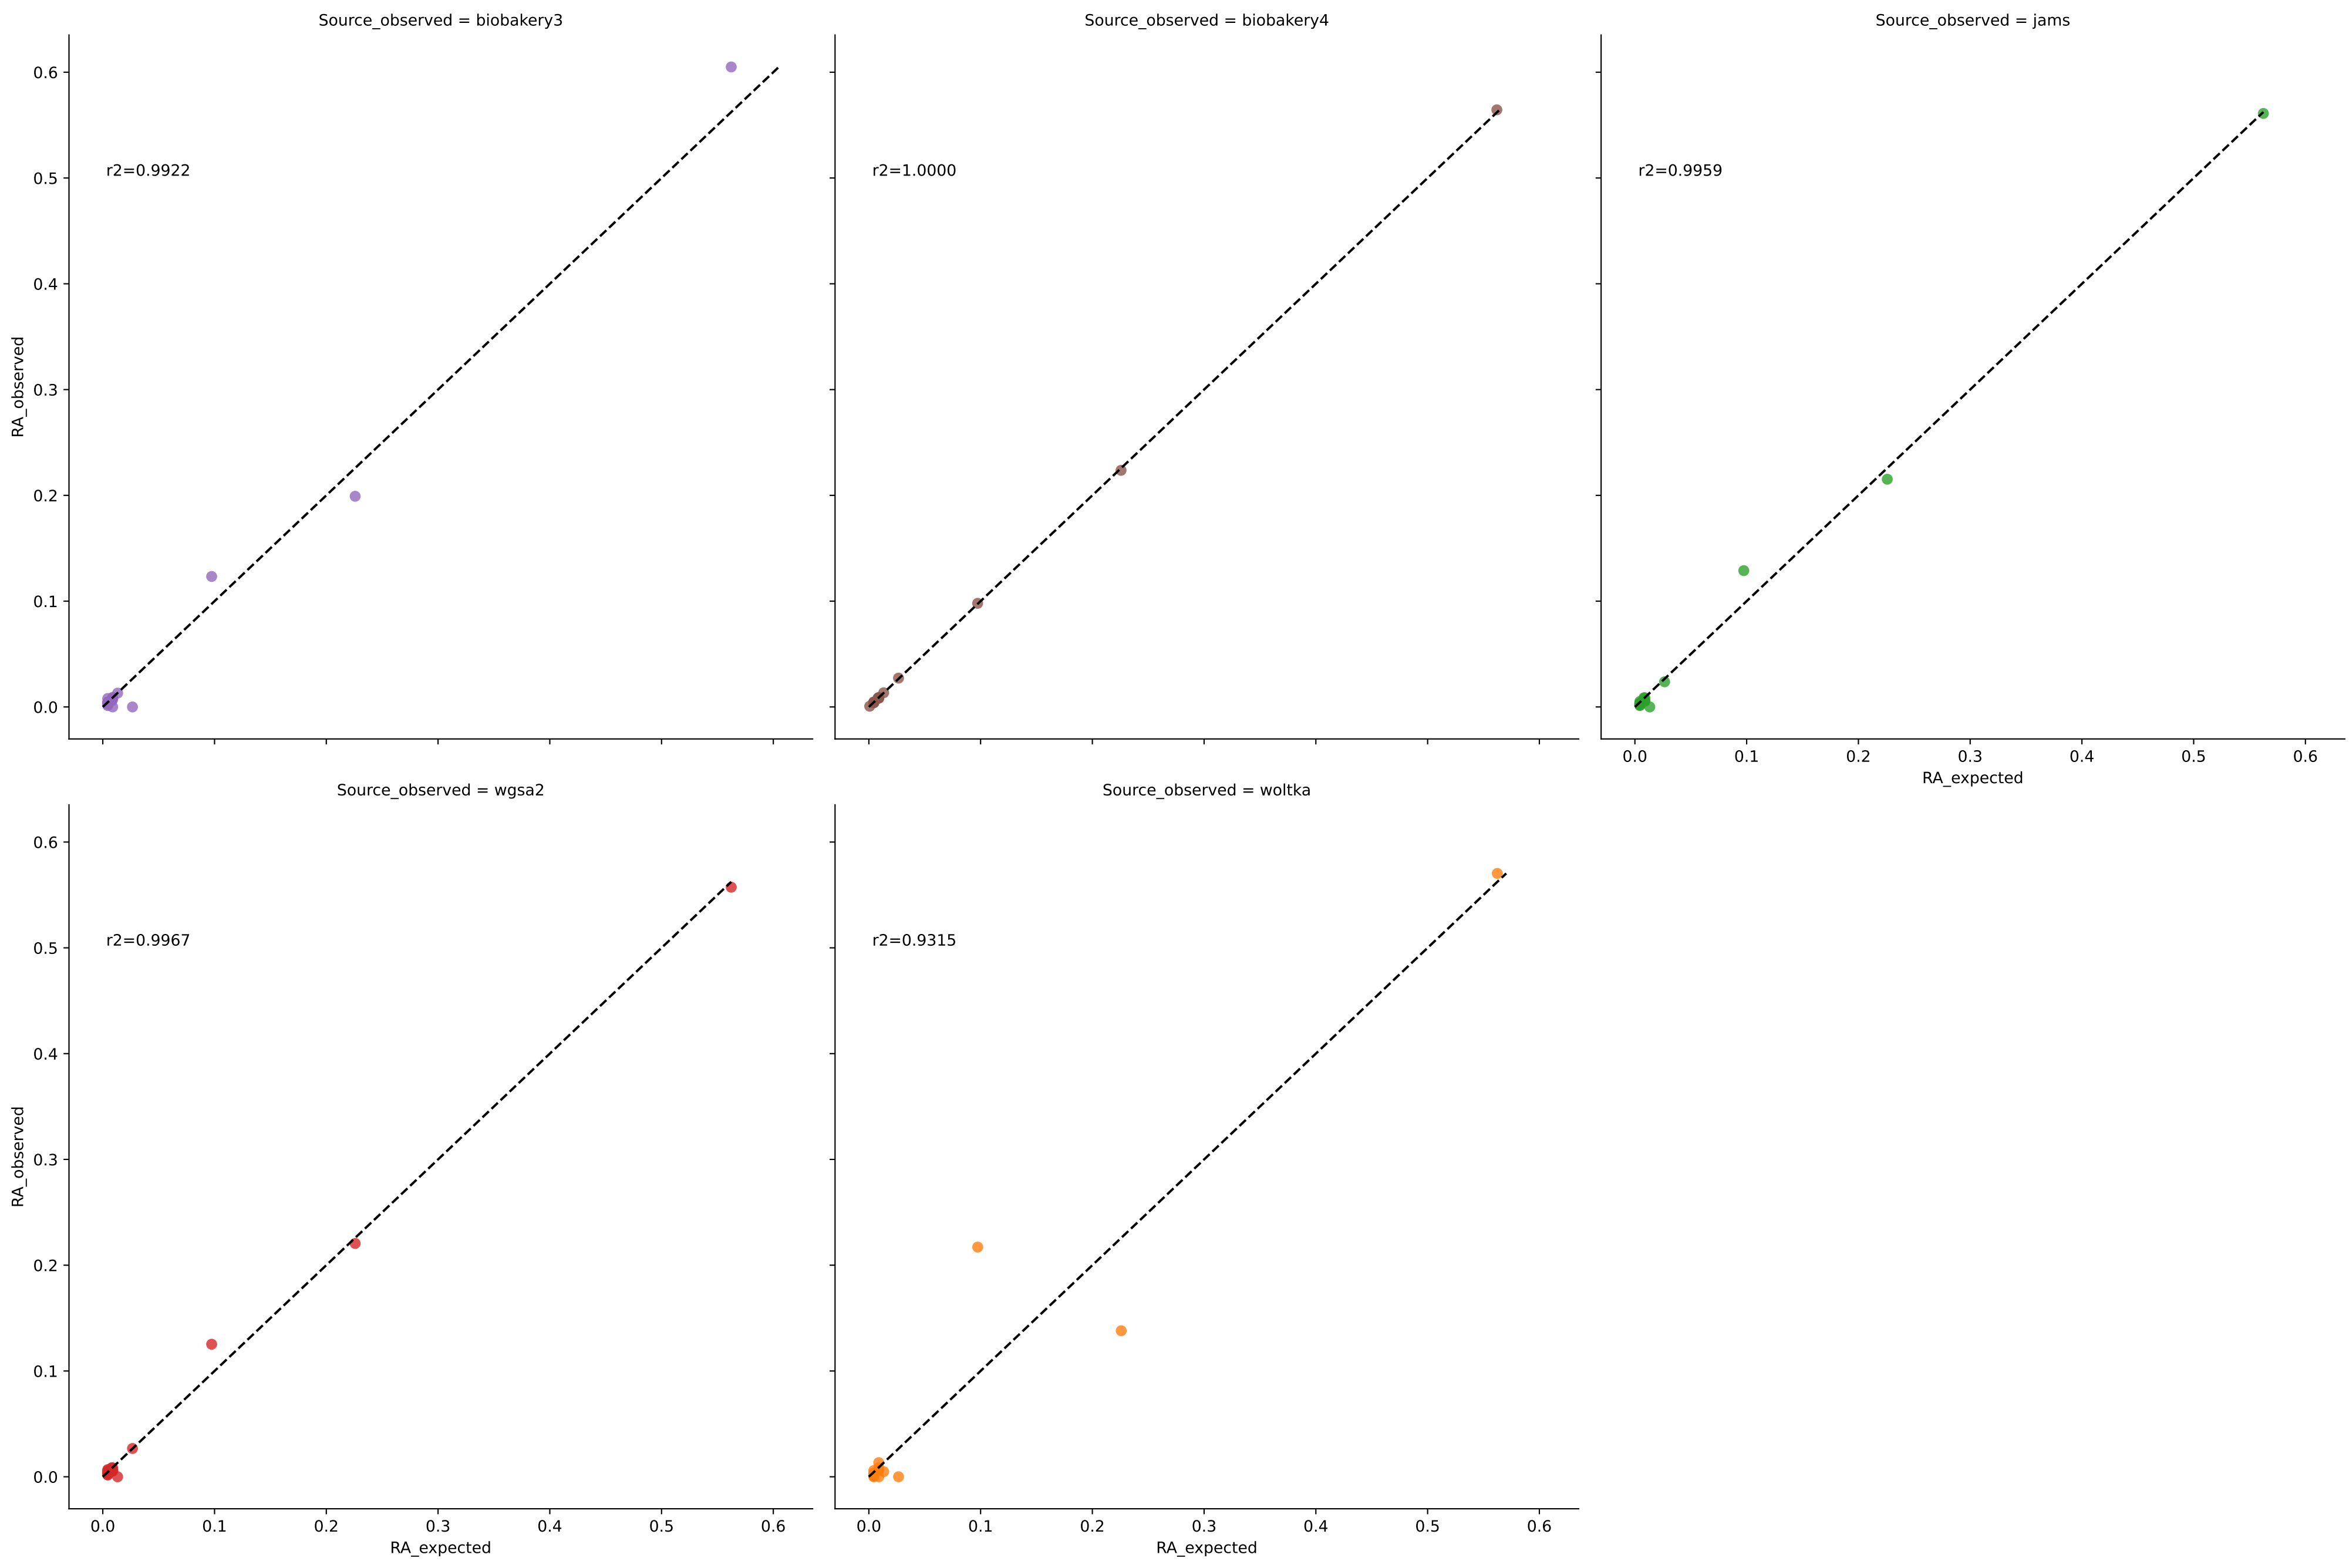 Source_observed = biobakery3
Source_observed = biobakery4
Source_observed = jams
0.6
0.5
0.4
0.3
0.2
0.1
0.0
RA_observed
r2=0.9922
r2=1.0000
r2=0.9959
0.0 0.1 0.2 0.3 0.4 0.5 0.6
RA_expected
Source_observed = wgsa2
Source_observed = woltka
0.6
0.5
0.4
0.3
0.2
0.1
0.0
RA_observed
r2=0.9967
r2=0.9315
0.0 0.1 0.2 0.3 0.4 0.5 0.6
RA_expected
0.0 0.1 0.2 0.3 0.4 0.5 0.6
RA_expected